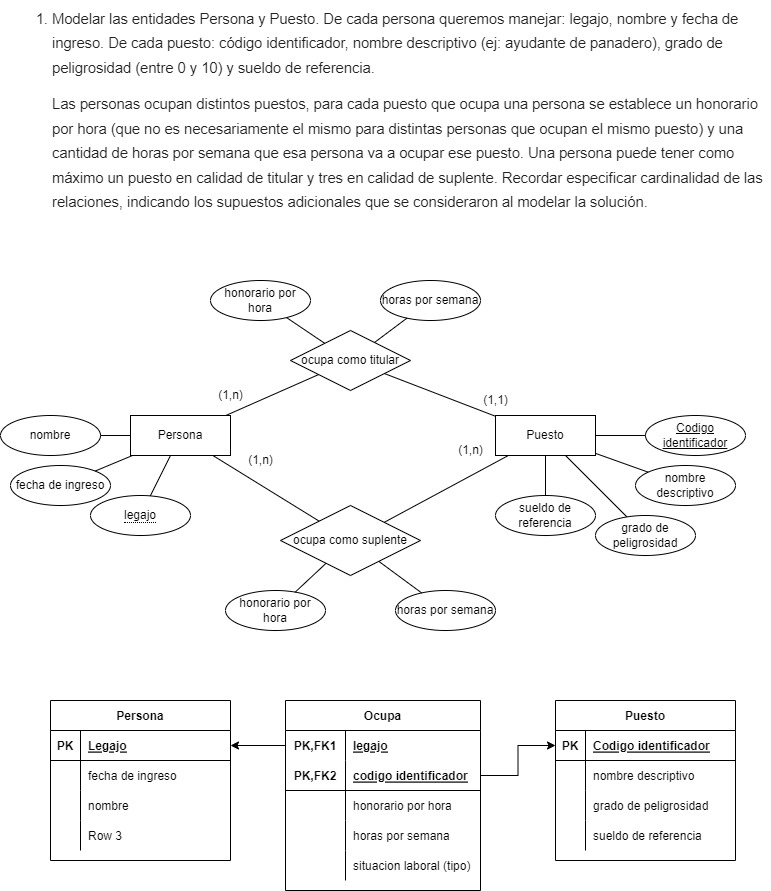 1. Modelar las entidades Persona y Puesto. De cada persona queremos manejar: legajo, nombre y fecha de
ingreso. De cada puesto: código identificador, nombre descriptivo (ej: ayudante de panadero), grado de
peligrosidad (entre 0 y 10) y sueldo de referencia.
Las personas ocupan distintos puestos, para cada puesto que ocupa una persona se establece un honorario
por hora (que no es necesariamente el mismo para distintas personas que ocupan el mismo puesto) y una
cantidad de horas por semana que esa persona va a ocupar ese puesto. Una persona puede tener como
máximo un puesto en calidad de titular y tres en calidad de suplente. Recordar especificar cardinalidad de las
relaciones, indicando los supuestos adicionales que se consideraron al modelar la solución.
honorario por
hora
horas por semana
ocupa como titular
(1,n)
(1,1)
nombre
Persona
Puesto
Codigo
identificador
(1,n)
(1,n)
fecha de ingreso
legajo
nombre
descriptivo
sueldo de
referencia
grado de
peligrosidad
ocupa como suplente
honorario por
hora
horas por semana
Persona
PK Legajo
fecha de ingreso
nombre
Row 3
Ocupa
PK,FK1 legajo
PK,FK2 codigo identificador
honorario por hora
horas por semana
situacion laboral (tipo)
Puesto
PK Codigo identificador
nombre descriptivo
grado de peligrosidad
sueldo de referencia